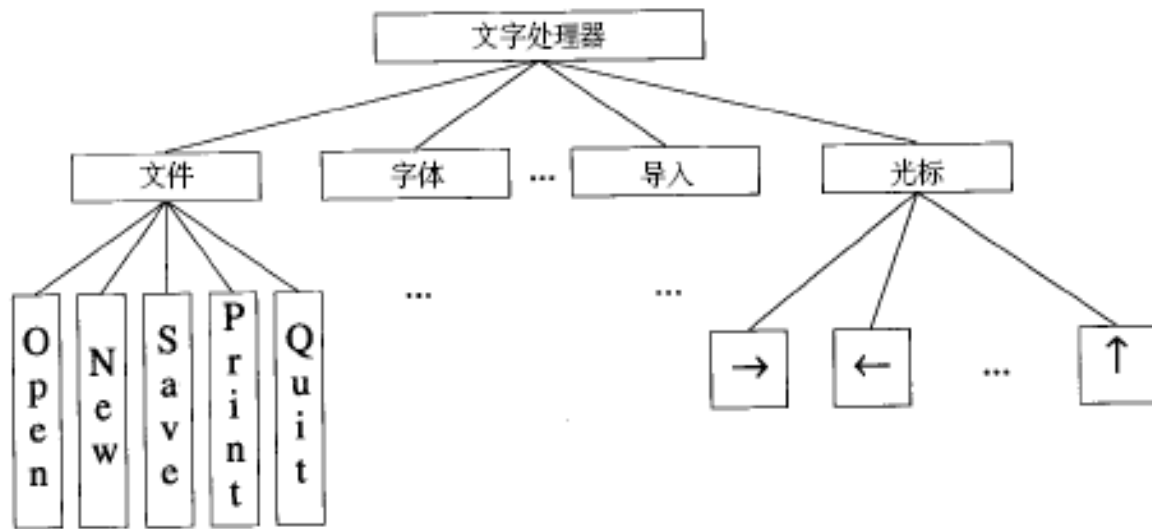 文字处理器
文件
字体
...
导入
光标
Open
New
Save
Print
Quit
...
...
→
←
...
↑